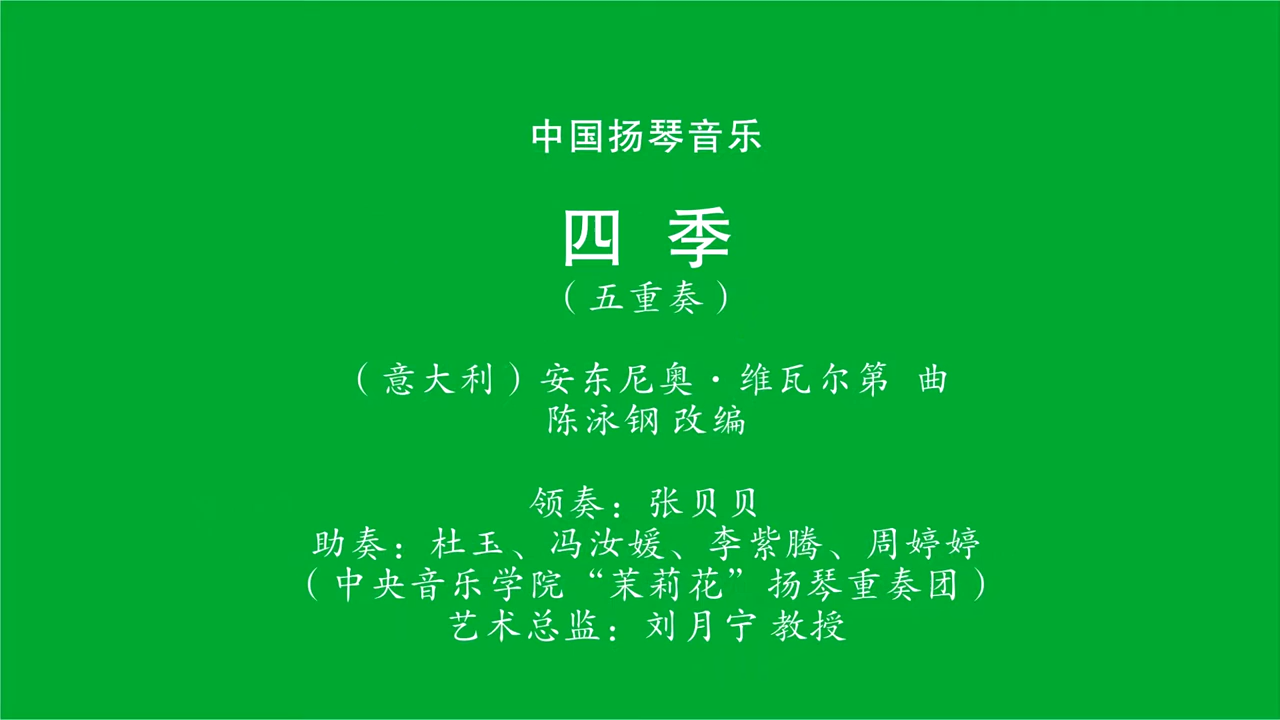 中国扬琴音乐
四 季
（五重奏）
（意大利）安东尼奥·维瓦尔第 曲
陈泳钢 改编
领奏：张贝贝
助奏：杜玉、冯汝媛、李紫腾、周婷婷
（中央音乐学院“茉莉花”扬琴重奏团）
艺术总监：刘月宁 教授